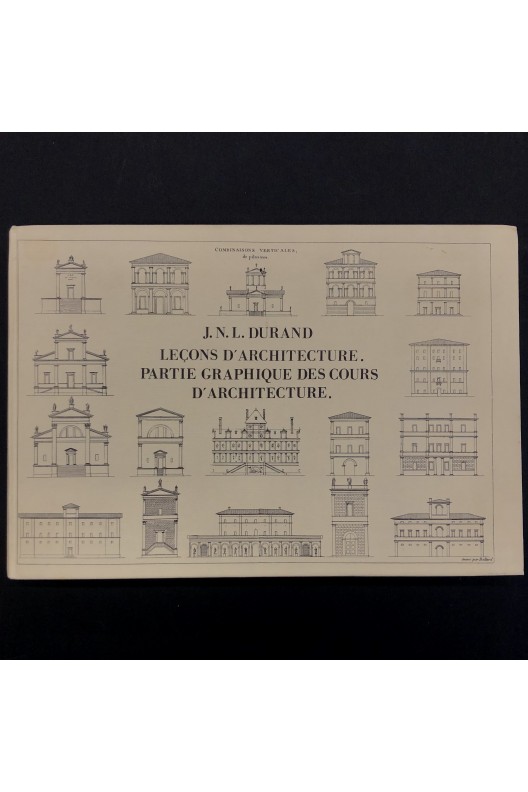 COMBINAISONS VERTICALES,
J. N. L. DURAND
LEÇONS D'ARCHITECTURE.
PARTIE GRAPHIQUE DES COURS
D'ARCHITECTURE.